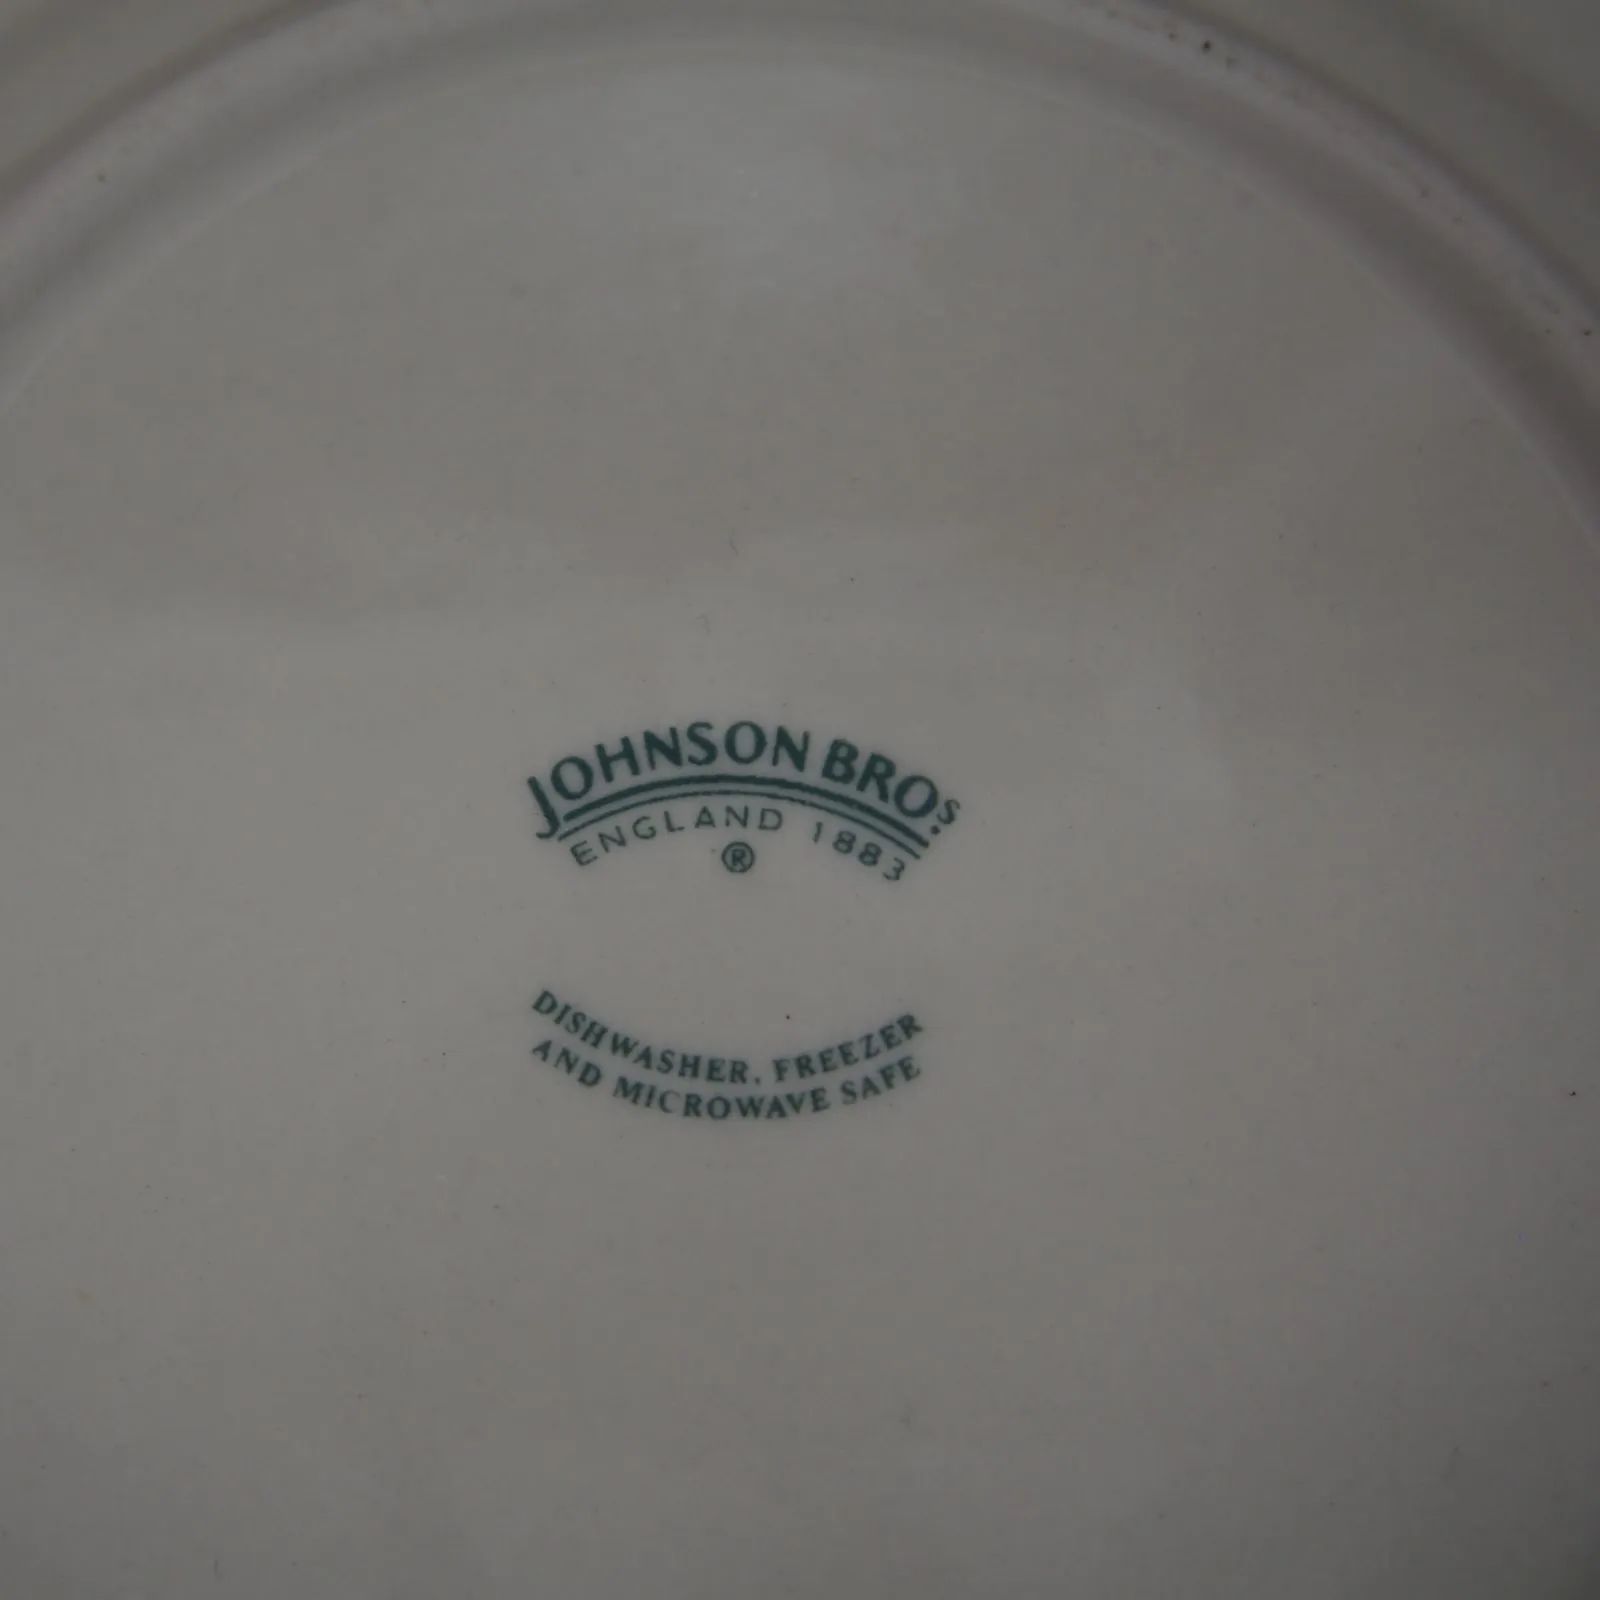 JOHNSON BROS.
ENGLAND 1883
®
DISHWASHER, FREEZER
AND MICROWAVE SAFE